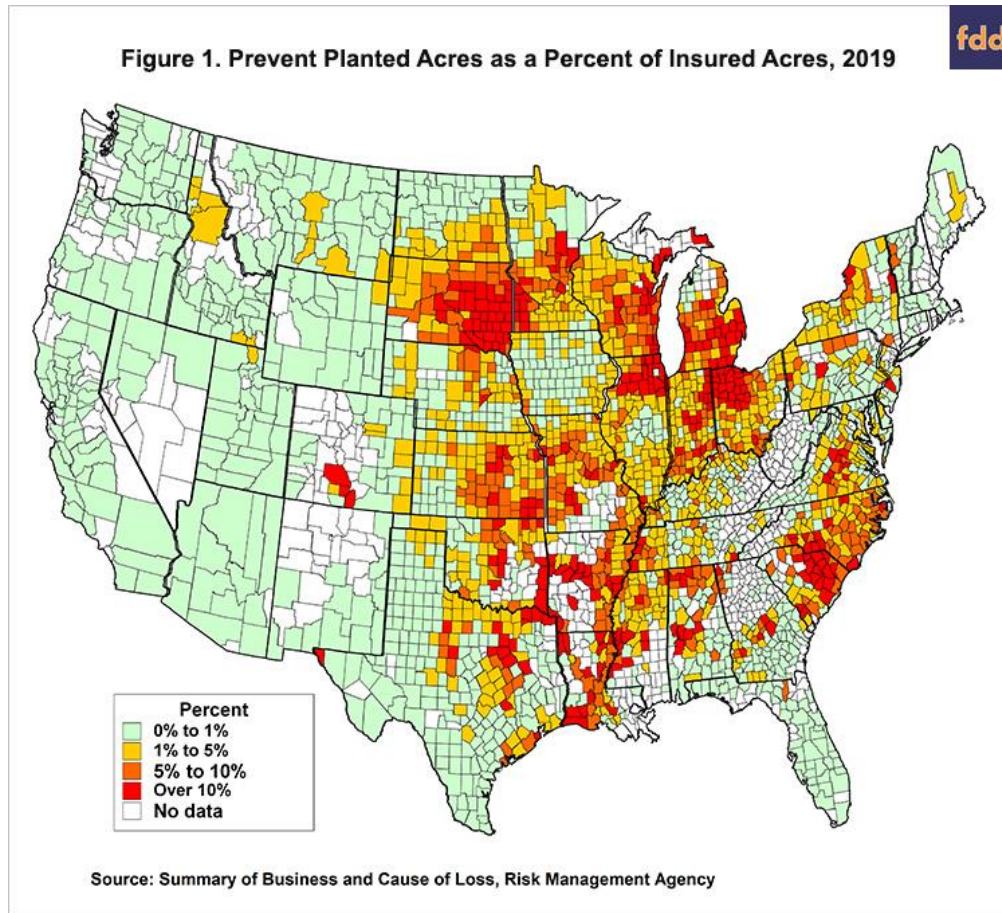 fdd
Figure 1. Prevent Planted Acres as a Percent of Insured Acres, 2019
Percent
0% to 1%
1% to 5%
5% to 10%
Over 10%
No data
Source: Summary of Business and Cause of Loss, Risk Management Agency